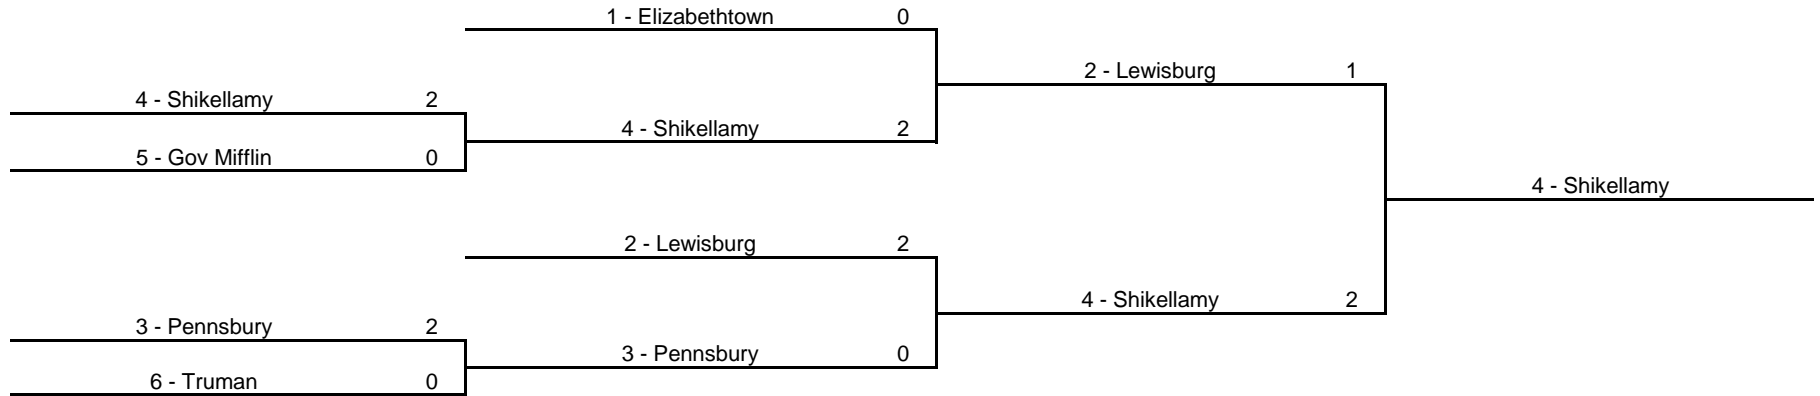 1 - Elizabethtown 0
2 - Lewisburg 1
4 - Shikellamy 2
4 - Shikellamy 2
5 - Gov Mifflin 0
4 - Shikellamy
2 - Lewisburg 2
4 - Shikellamy 2
3 - Pennsbury 2
3 - Pennsbury 0
6 - Truman 0